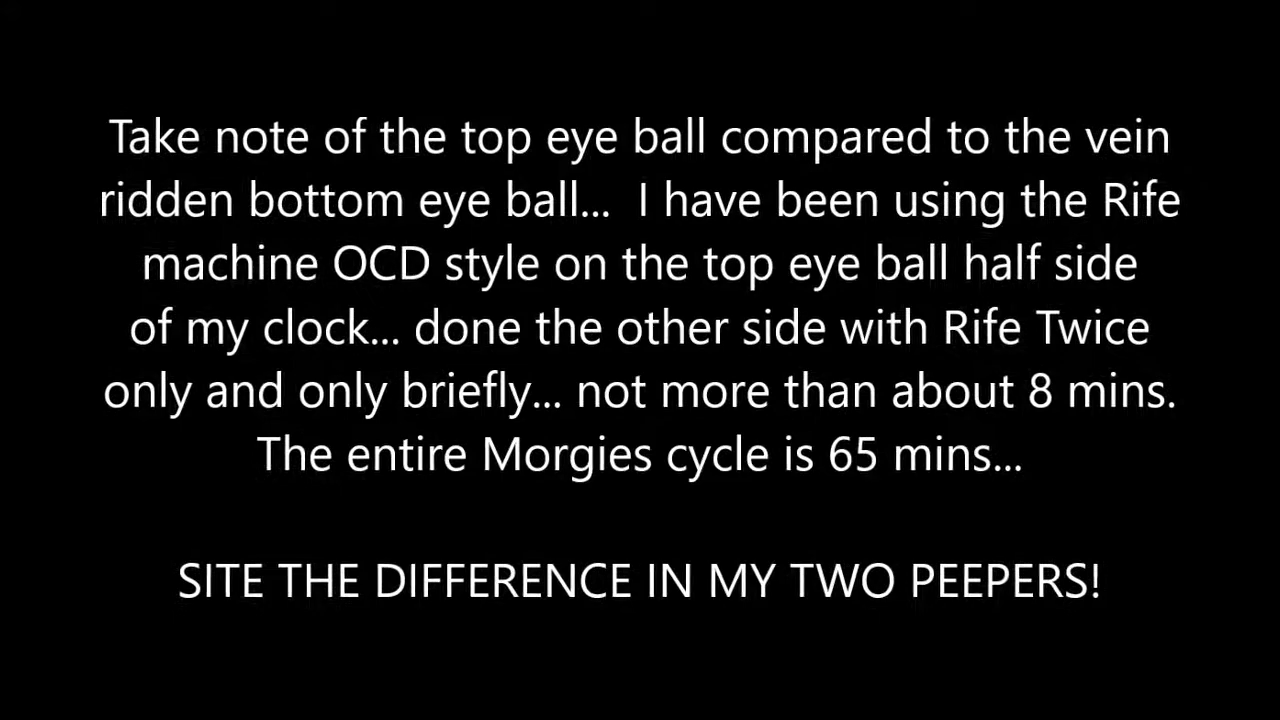 Take note of the top eye ball compared to the vein
ridden bottom eye ball...  I have been using the Rife
machine OCD style on the top eye ball half side
of my clock... done the other side with Rife Twice
only and only briefly... not more than about 8 mins.
The entire Morgies cycle is 65 mins...
SITE THE DIFFERENCE IN MY TWO PEEPERS!